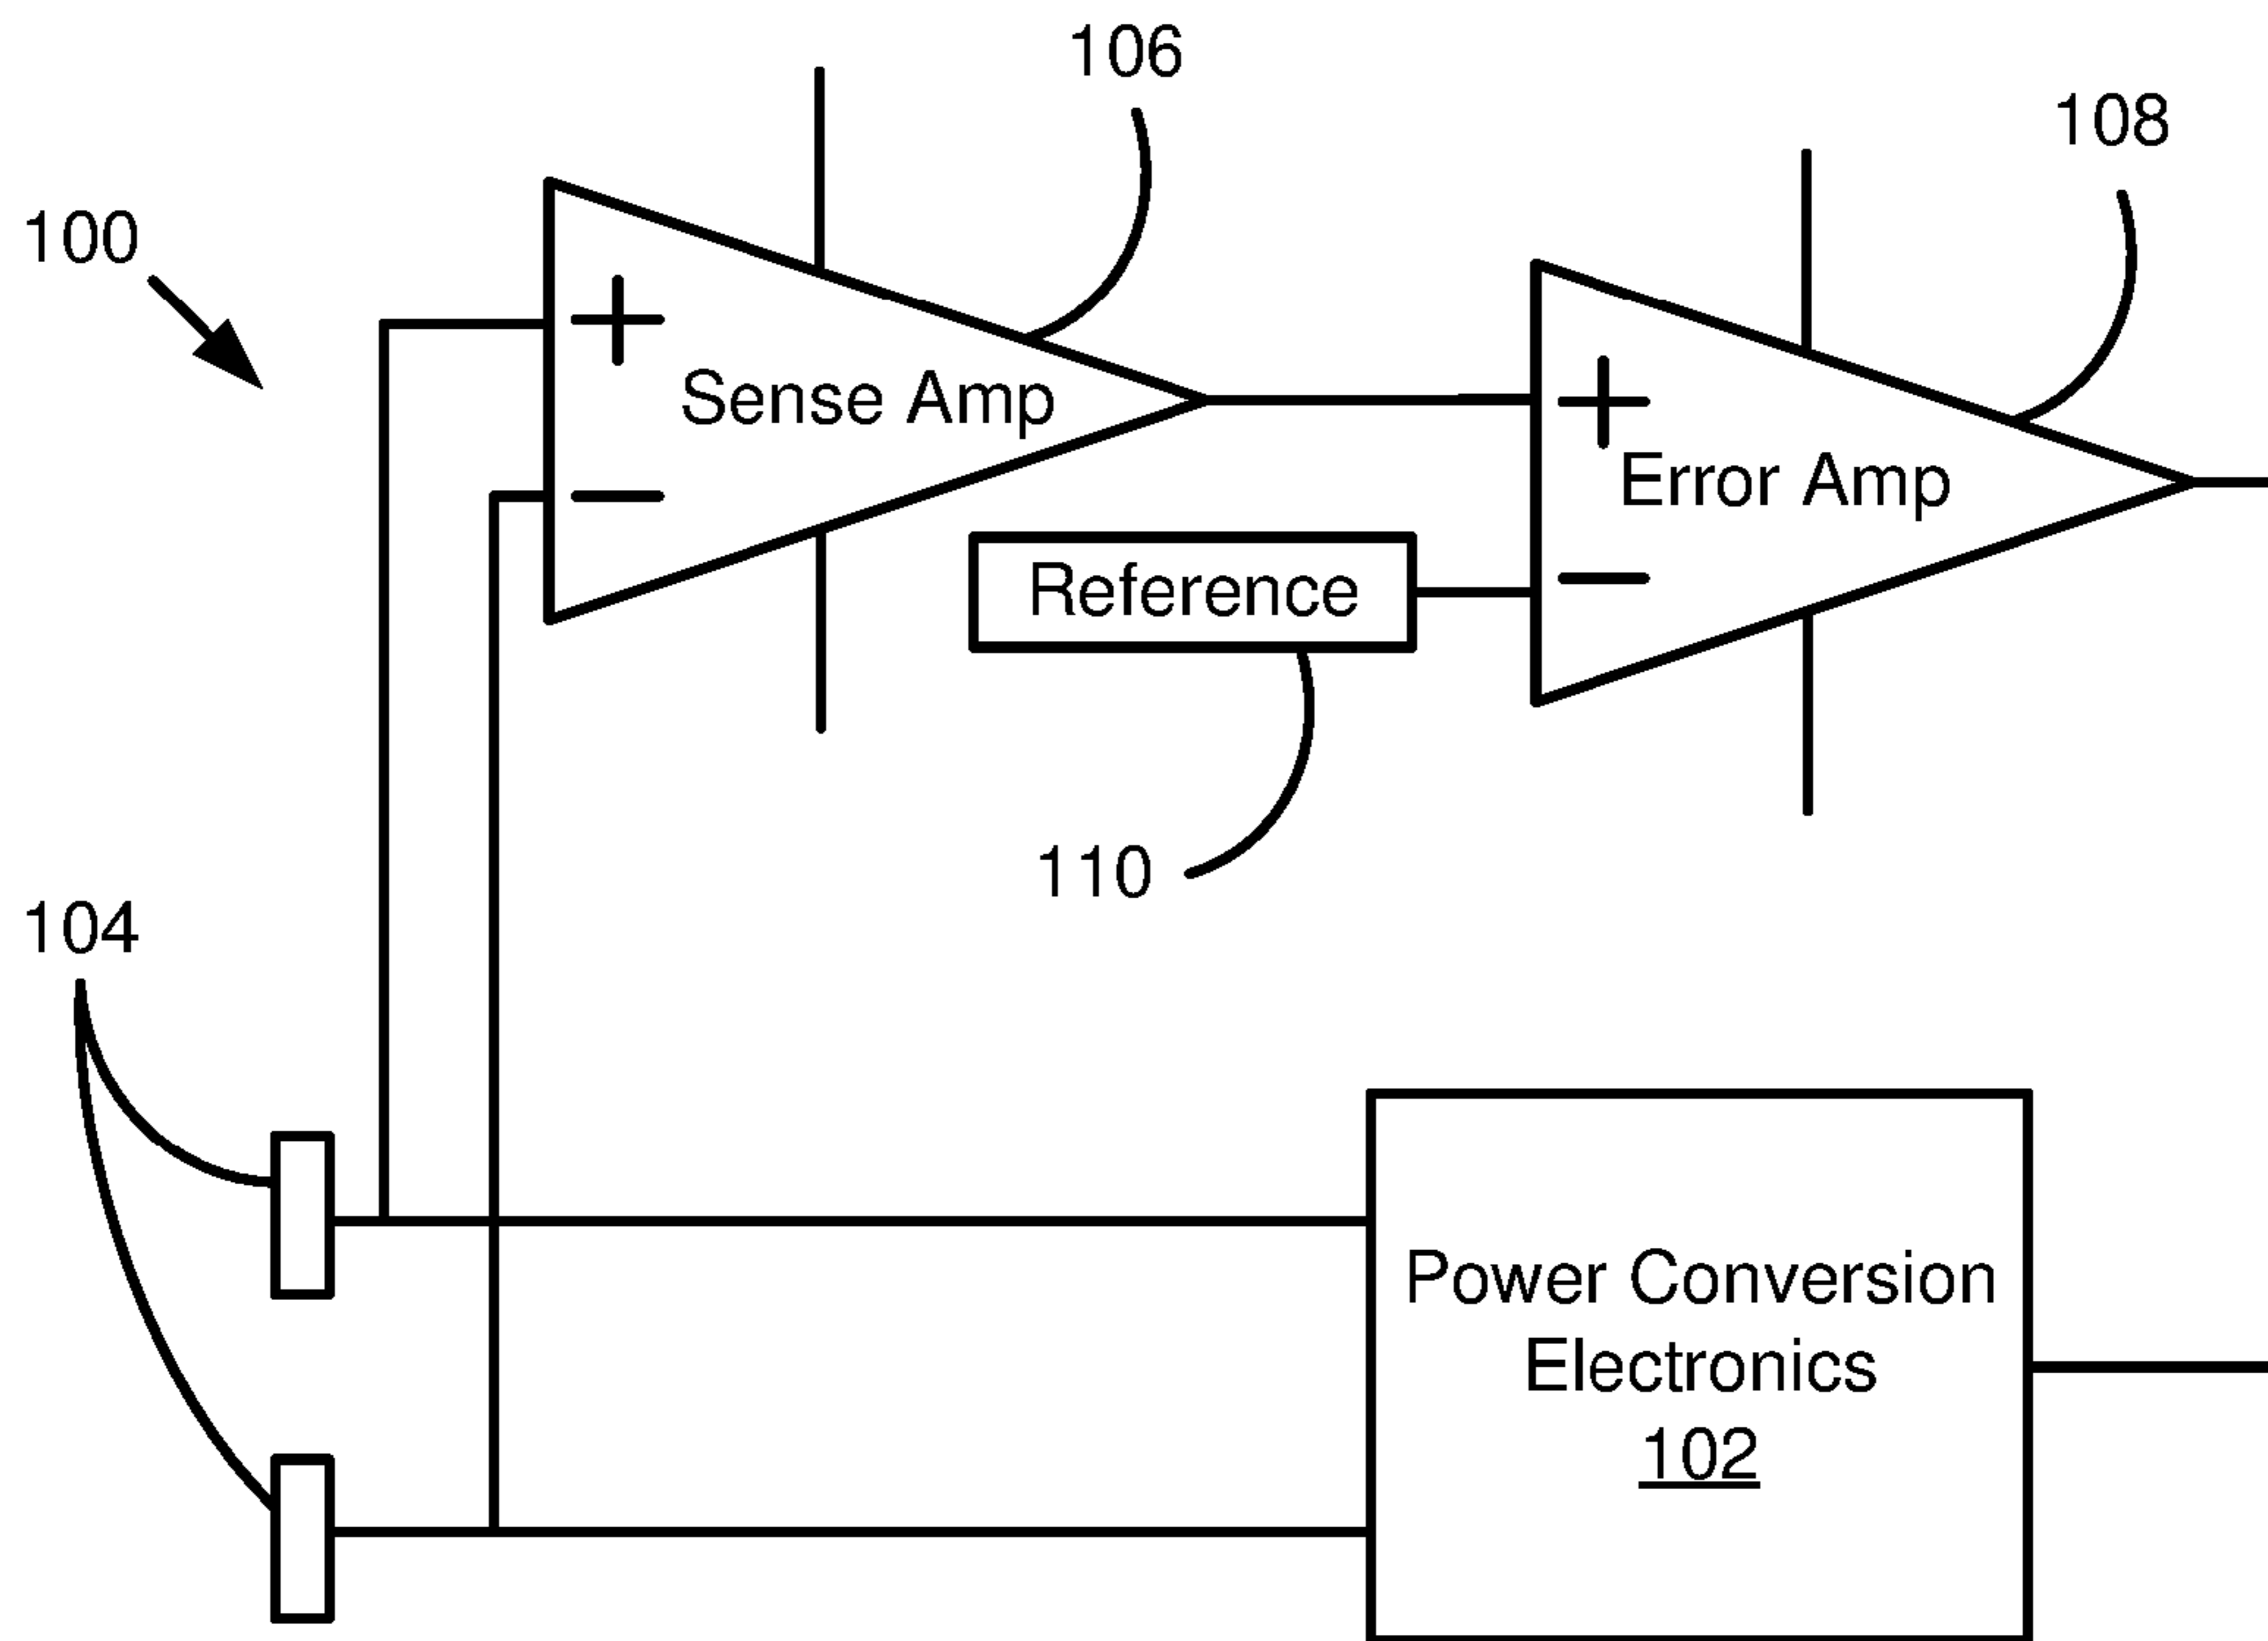 106
108
100
Sense Amp
Error Amp
Reference
110
104
Power Conversion
Electronics
102